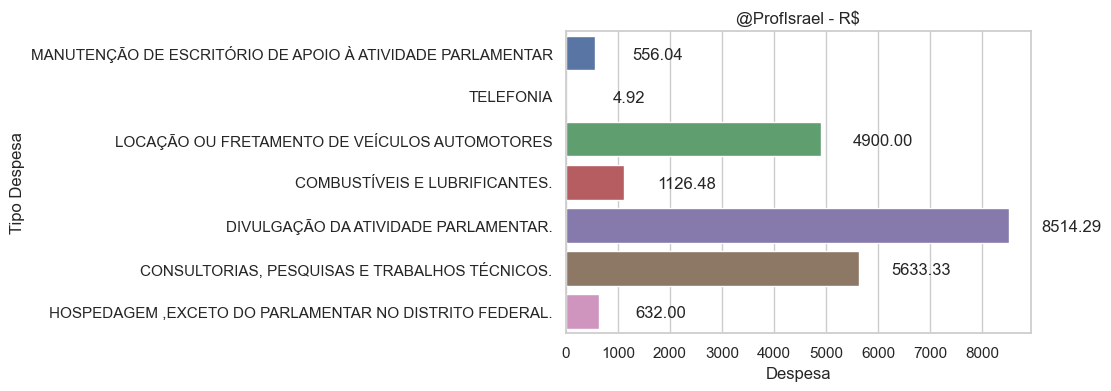 @ProfIsrael - R$
MANUTENÇÃO DE ESCRITÓRIO DE APOIO À ATIVIDADE PARLAMENTAR 556.04
TELEFONIA 4.92
LOCAÇÃO OU FRETAMENTO DE VEÍCULOS AUTOMOTORES 4900.00
COMBUSTÍVEIS E LUBRIFICANTES. 1126.48
DIVULGAÇÃO DA ATIVIDADE PARLAMENTAR. 8514.29
CONSULTORIAS, PESQUISAS E TRABALHOS TÉCNICOS. 5633.33
HOSPEDAGEM ,EXCETO DO PARLAMENTAR NO DISTRITO FEDERAL. 632.00
Tipo Despesa
0 1000 2000 3000 4000 5000 6000 7000 8000
Despesa